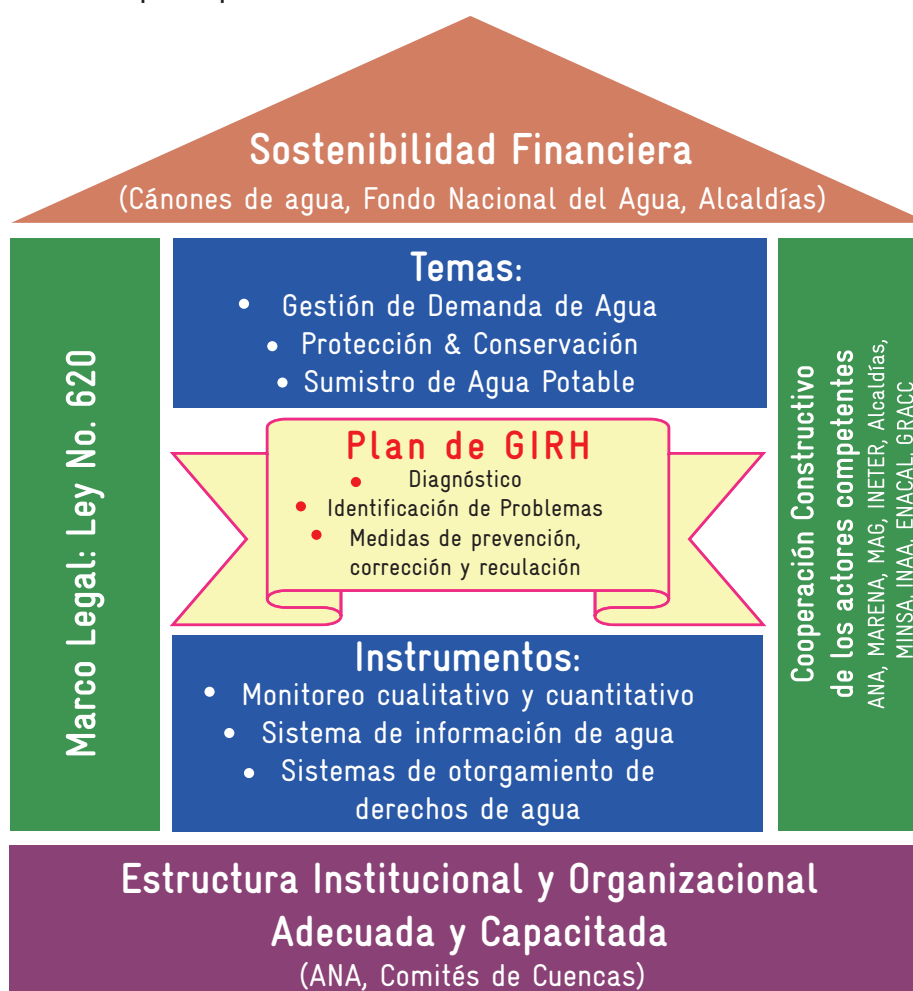 Sostenibilidad Financiera
(Cánones de agua, Fondo Nacional del Agua, Alcaldías)
Marco Legal: Ley No. 620
Temas:
• Gestión de Demanda de Agua
• Protección & Conservación
• Sumistro de Agua Potable
Plan de GIRH
• Diagnóstico
• Identificación de Problemas
• Medidas de prevención,
corrección y reculación
Instrumentos:
• Monitoreo cualitativo y cuantitativo
• Sistema de información de agua
• Sistemas de otorgamiento de
derechos de agua
Cooperación Constructivo
de los actores competentes
ANA, MARENA, MAG, INETER, Alcaldías,
MINSA, INAA, ENACAL, GRACC
Estructura Institucional y Organizacional
Adecuada y Capacitada
(ANA, Comités de Cuencas)